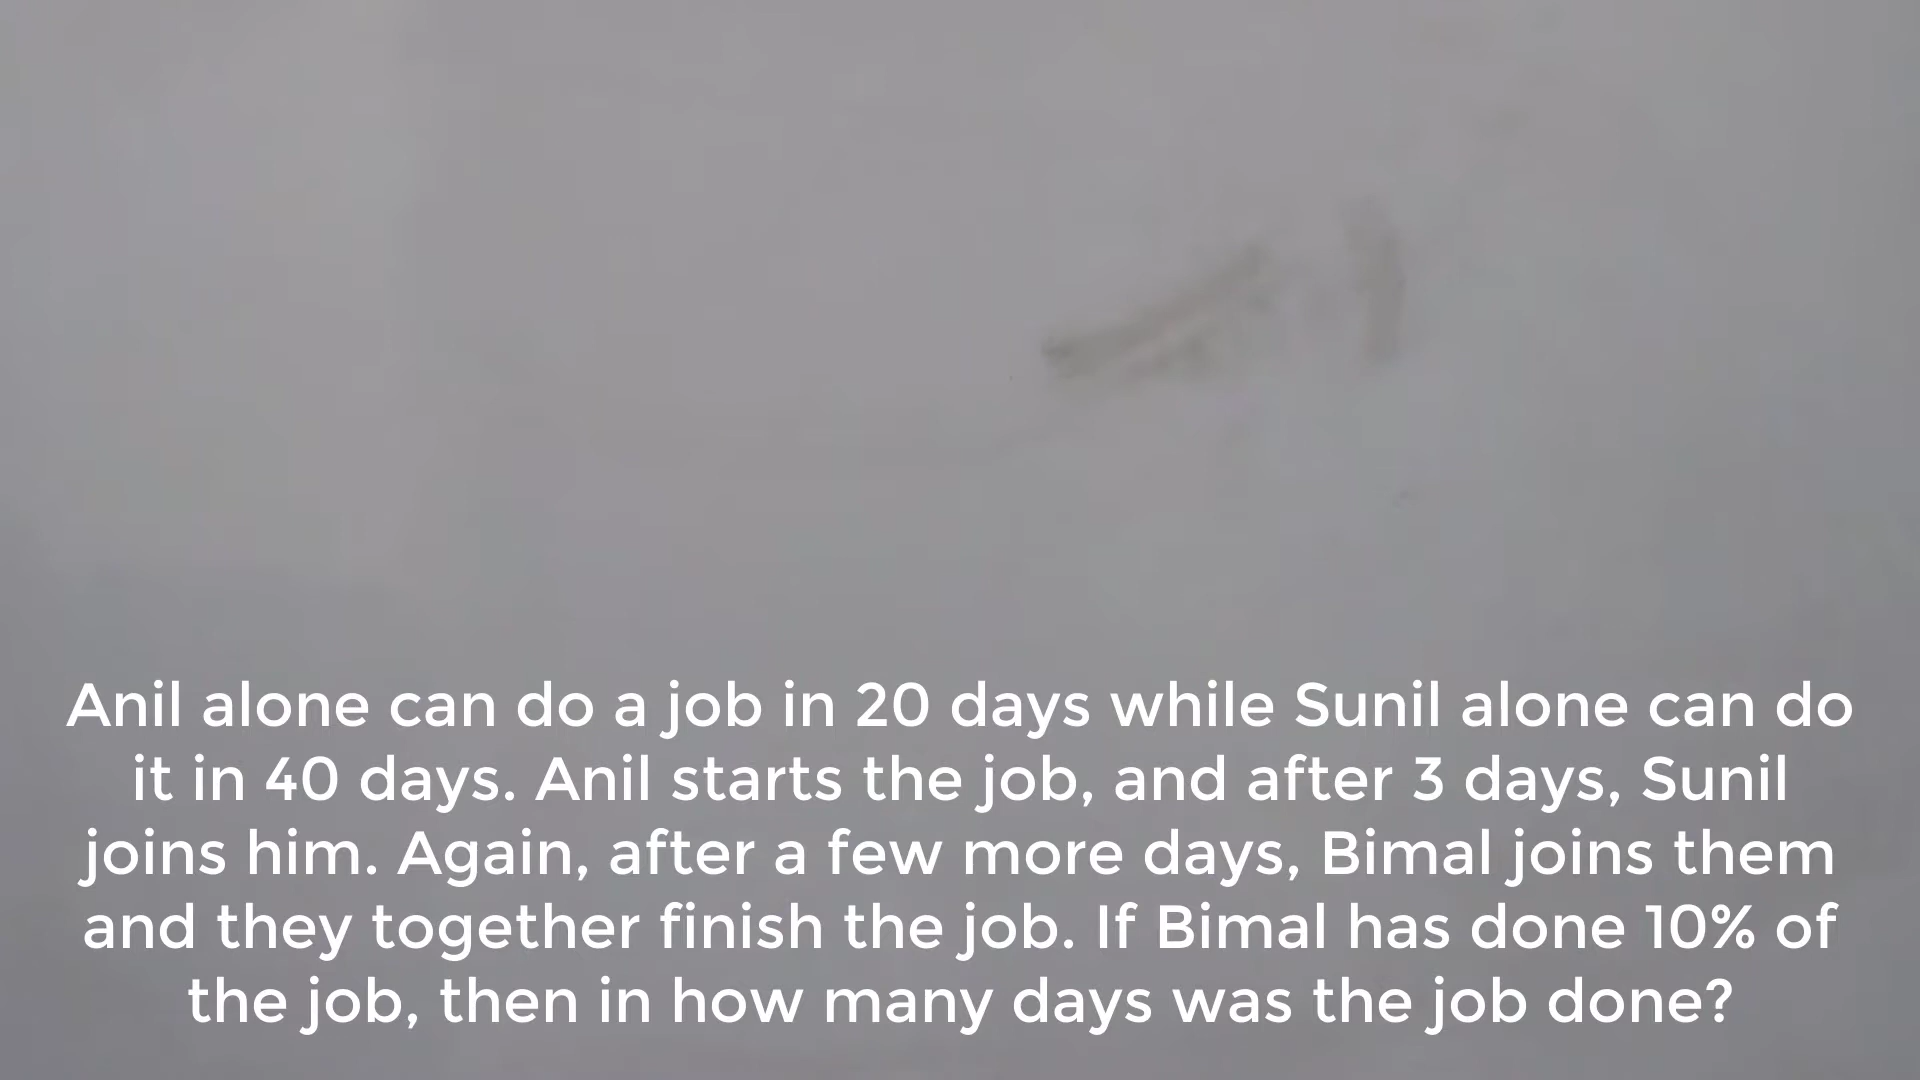 Anil alone can do a job in 20 days while Sunil alone can do
it in 40 days. Anil starts the job, and after 3 days, Sunil
joins him. Again, after a few more days, Bimal joins them
and they together finish the job. If Bimal has done 10% of
the job, then in how many days was the job done?